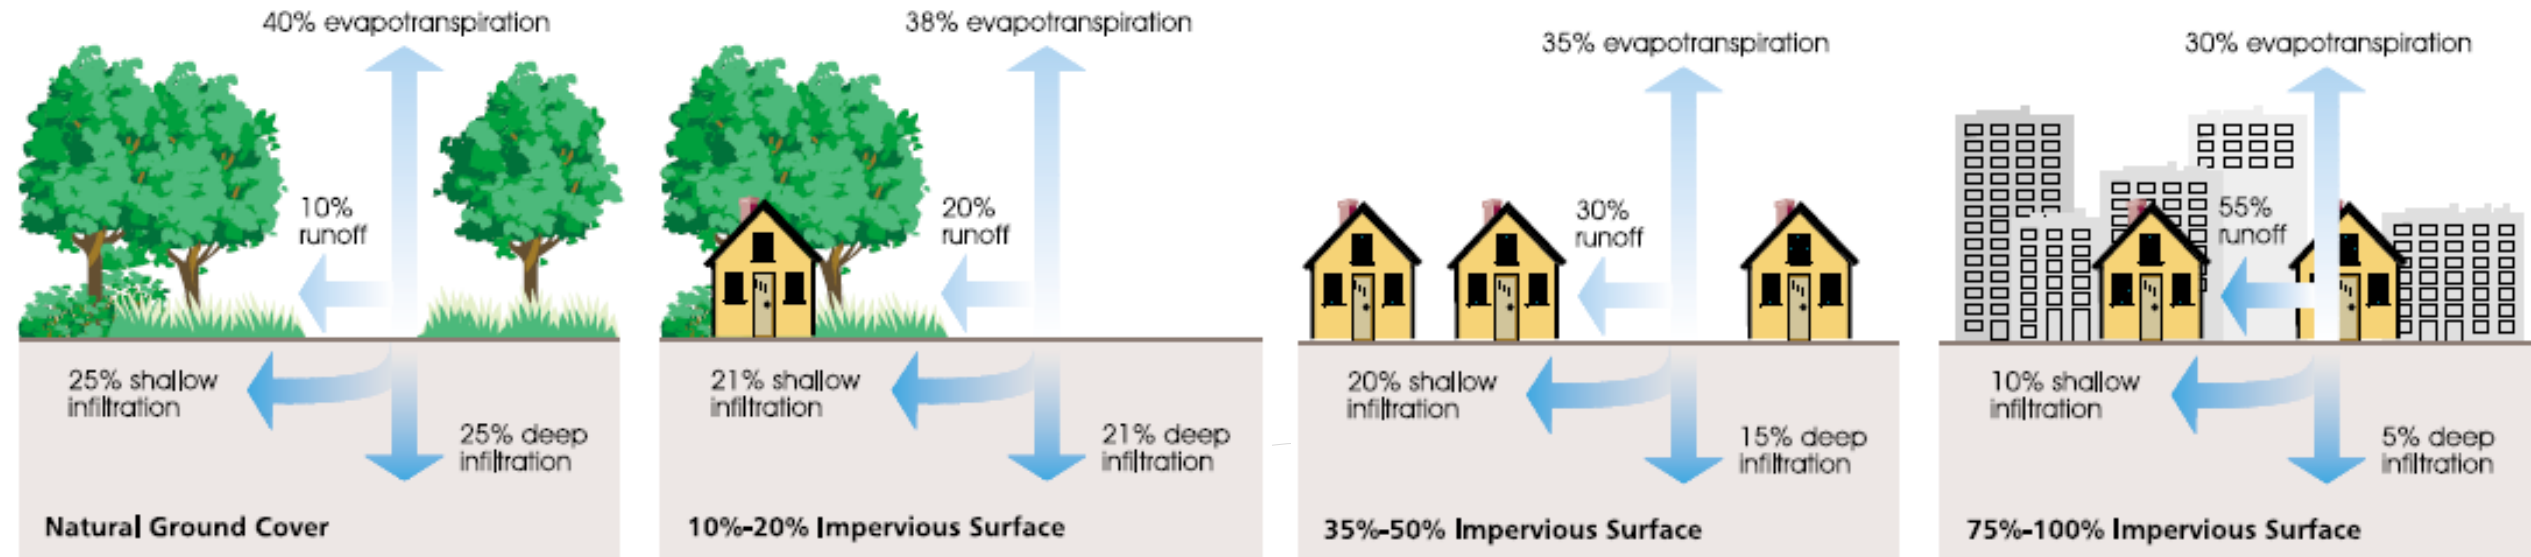 40% evapotranspiration
10%
runoff
25% shallow
infiltration
25% deep
infiltration
Natural Ground Cover
38% evapotranspiration
20%
runoff
21% shallow
infiltration
21% deep
infiltration
10%-20% Impervious Surface
35% evapotranspiration
30%
runoff
20% shallow
infiltration
15% deep
infiltration
35%-50% Impervious Surface
30% evapotranspiration
55%
runoff
10% shallow
infiltration
5% deep
infiltration
75%-100% Impervious Surface